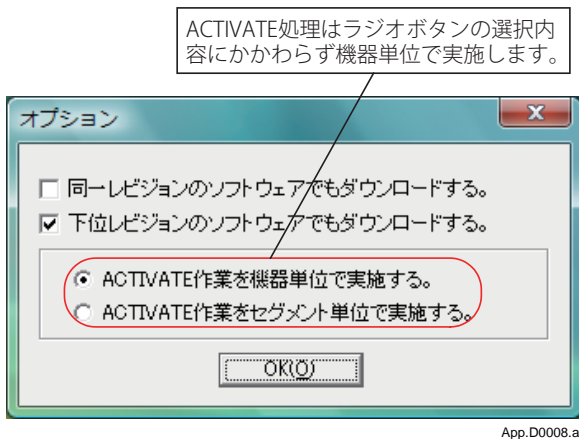 ACTIVATE処理はラジオボタンの選択内
容にかかわらず機器単位で実施します。
オプション
同一レビジョンのソフトウェアでもダウンロードする。
下位レビジョンのソフトウェアでもダウンロードする。
ACTIVATE作業を機器単位で実施する。
ACTIVATE作業をセグメント単位で実施する。
OK(O)
App.D0008.a